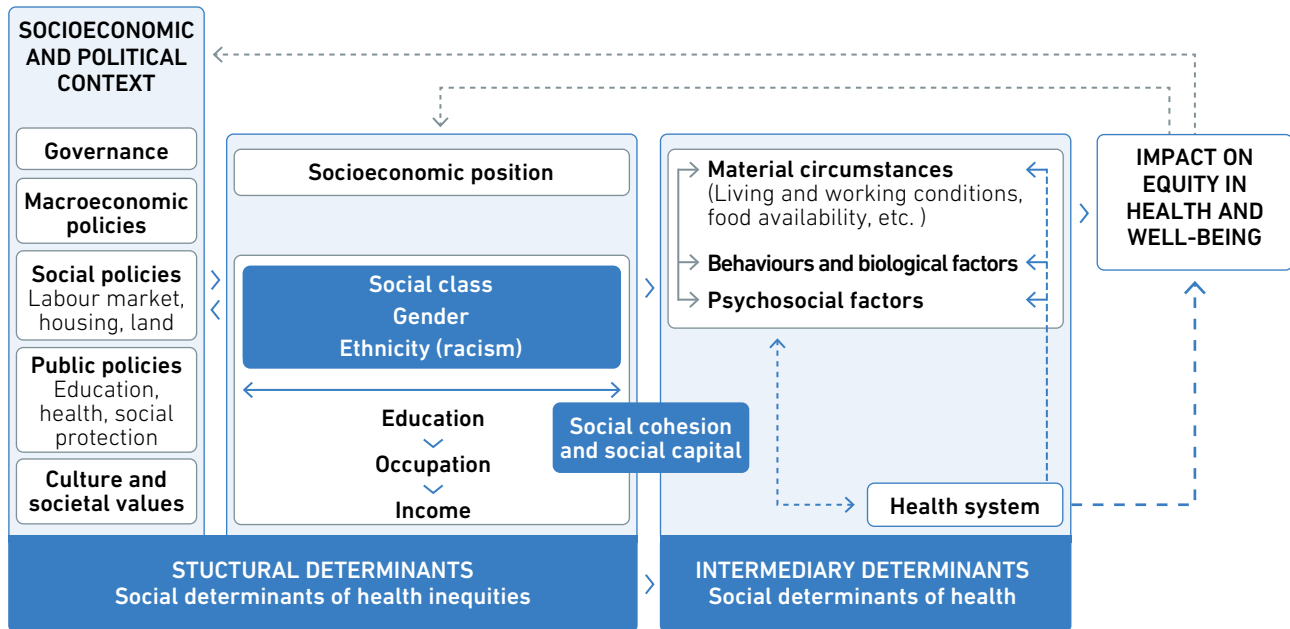 SOCIOECONOMIC
AND POLITICAL
CONTEXT
Governance
Macroeconomic
policies
Social policies
Labour market,
housing, land
Public policies
Education,
health, social
protection
Culture and
societal values
Socioeconomic position
Social class
Gender
Ethnicity (racism)
Education
Occupation
Income
Social cohesion
and social capital
Material circumstances
(Living and working conditions,
food availability, etc. )
Behaviours and biological factors
Psychosocial factors
Health system
IMPACT ON
EQUITY IN
HEALTH AND
WELL-BEING
STUCTURAL DETERMINANTS
Social determinants of health inequities
INTERMEDIARY DETERMINANTS
Social determinants of health